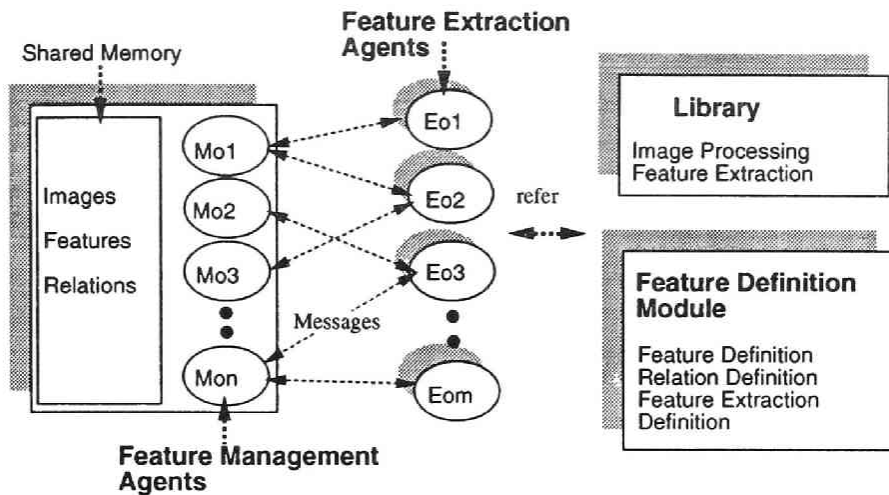 Shared Memory
Images
Features
Relations
Mo1
Mo2
Mo3
Mon
Feature Management
Agents
Messages
Feature Extraction
Agents
Eo1
Eo2
Eo3
Eom
refer
Library
Image Processing
Feature Extraction
Feature Definition
Module
Feature Definition
Relation Definition
Feature Extraction
Definition